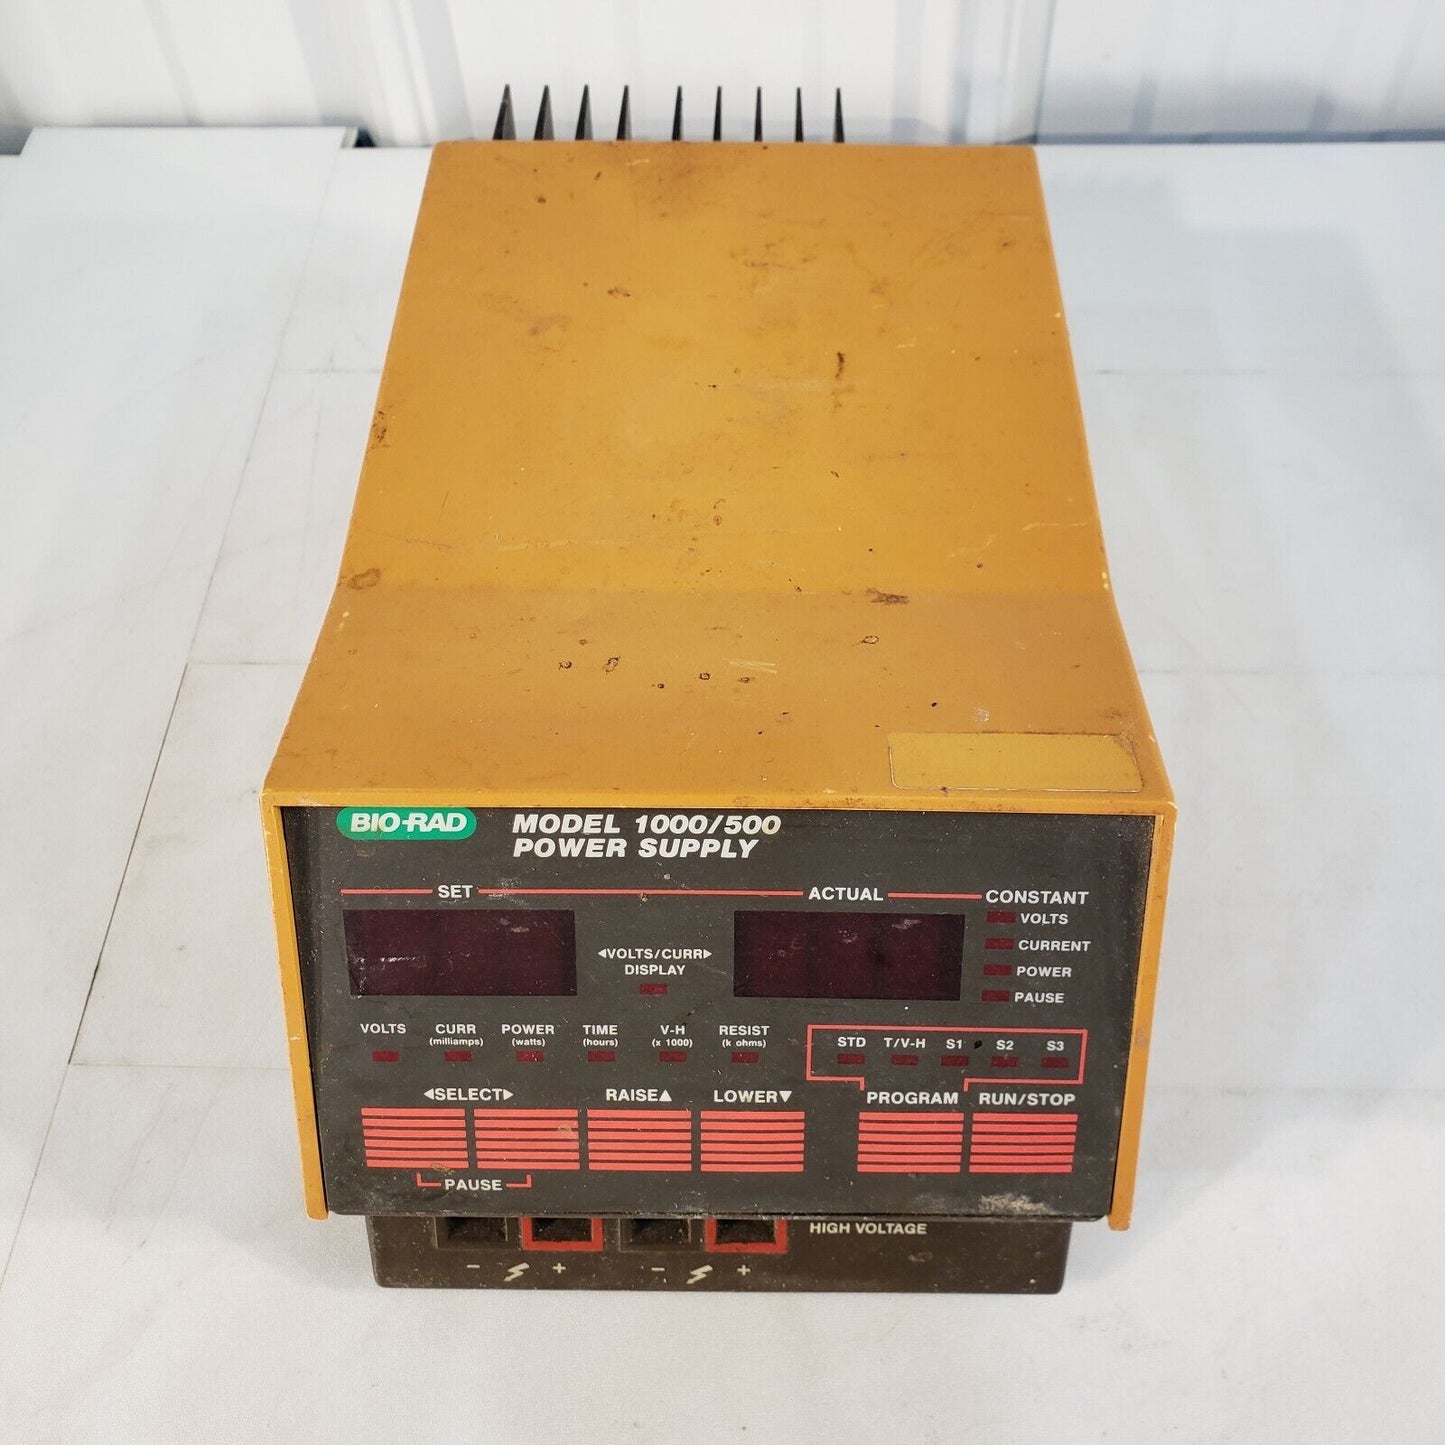 BIO-RAD
MODEL 1000/500
POWER SUPPLY
SET
ACTUAL
CONSTANT
VOLTS
CURRENT
POWER
PAUSE
◄VOLTS/CURR►
DISPLAY
VOLTS
CURR
(milliamps)
POWER
(watts)
TIME
(hours)
V-H
(x 1000)
RESIST
(k ohms)
STD T/V-H S1 S2 S3
◄SELECT► RAISE▲ LOWER▼ PROGRAM RUN/STOP
PAUSE
HIGH VOLTAGE
− + − +